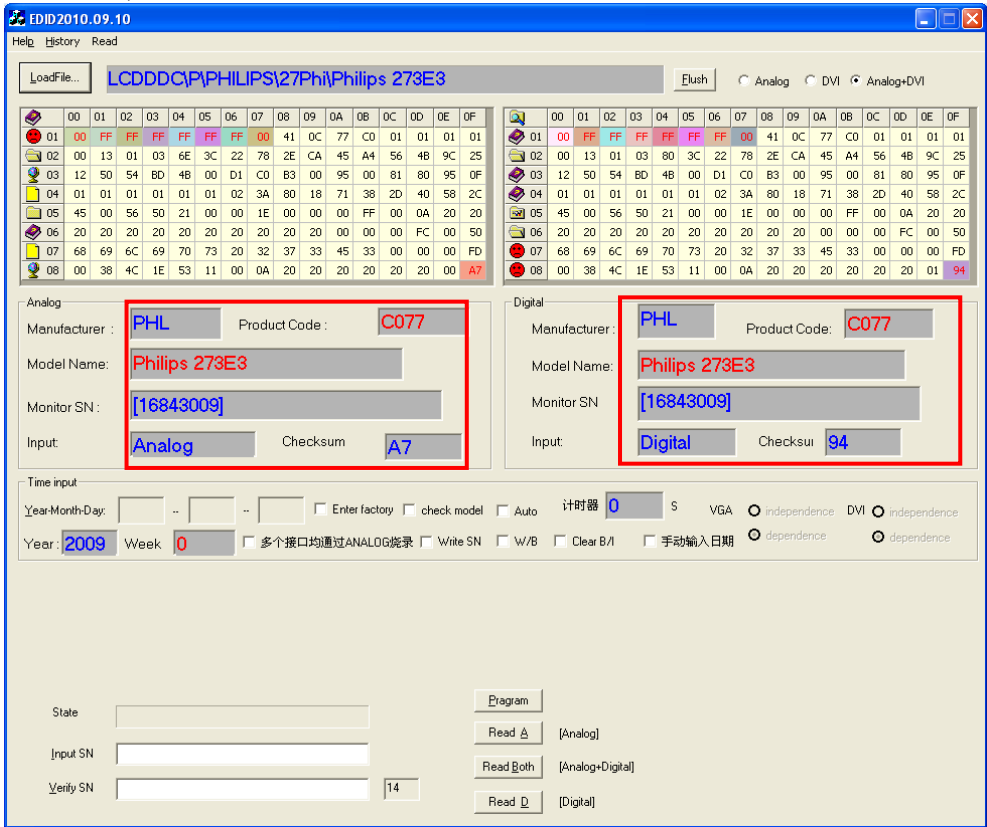 EDID2010.09.10
Help History Read
LoadFile... LCDDDC\P\PHILIPS\27Phi\Philips 273E3 Flush Analog DVI Analog+DVI
00 01 02 03 04 05 06 07 08 09 0A 0B 0C 0D 0E 0F
01 00 FF FF FF FF FF FF 00 41 0C 77 C0 01 01 01 01
02 00 13 01 03 6E 3C 22 78 2E CA 45 A4 56 4B 9C 25
03 12 50 54 BD 4B 00 D1 C0 B3 00 95 00 81 80 95 0F
04 01 01 01 01 01 01 02 3A 80 18 71 38 2D 40 58 2C
05 45 00 56 50 21 00 00 1E 00 00 00 FF 00 0A 20 20
06 20 20 20 20 20 20 20 20 20 20 00 00 00 FC 00 50
07 68 69 6C 69 70 73 20 32 37 33 45 33 00 00 00 FD
08 00 38 4C 1E 53 11 00 0A 20 20 20 20 20 20 00 A7
00 01 02 03 04 05 06 07 08 09 0A 0B 0C 0D 0E 0F
01 00 FF FF FF FF FF FF 00 41 0C 77 C0 01 01 01 01
02 00 13 01 03 80 3C 22 78 2E CA 45 A4 56 4B 9C 25
03 12 50 54 BD 4B 00 D1 C0 B3 00 95 00 81 80 95 0F
04 01 01 01 01 01 01 02 3A 80 18 71 38 2D 40 58 2C
05 45 00 56 50 21 00 00 1E 00 00 00 FF 00 0A 20 20
06 20 20 20 20 20 20 20 20 20 20 00 00 00 FC 00 50
07 68 69 6C 69 70 73 20 32 37 33 45 33 00 00 00 FD
08 00 38 4C 1E 53 11 00 0A 20 20 20 20 20 20 01 94
Analog
Manufacturer : PHL Product Code : C077
Model Name: Philips 273E3
Monitor SN : [16843009]
Input: Analog Checksum A7
Digital
Manufacturer : PHL Product Code: C077
Model Name: Philips 273E3
Monitor SN [16843009]
Input: Digital Checksui 94
Time input
Year-Month-Day: -- -- Enter factory check model Auto 计时器 0 S VGA independence DVI independence
Year : 2009 Week 0 多个接口均通过ANALOG烧录 Write SN W/B Clear B/I 手动输入日期 dependence dependence
State
Input SN
Verify SN 14
Pragram
Read A [Analog]
Read Both [Analog+Digital]
Read D [Digital]